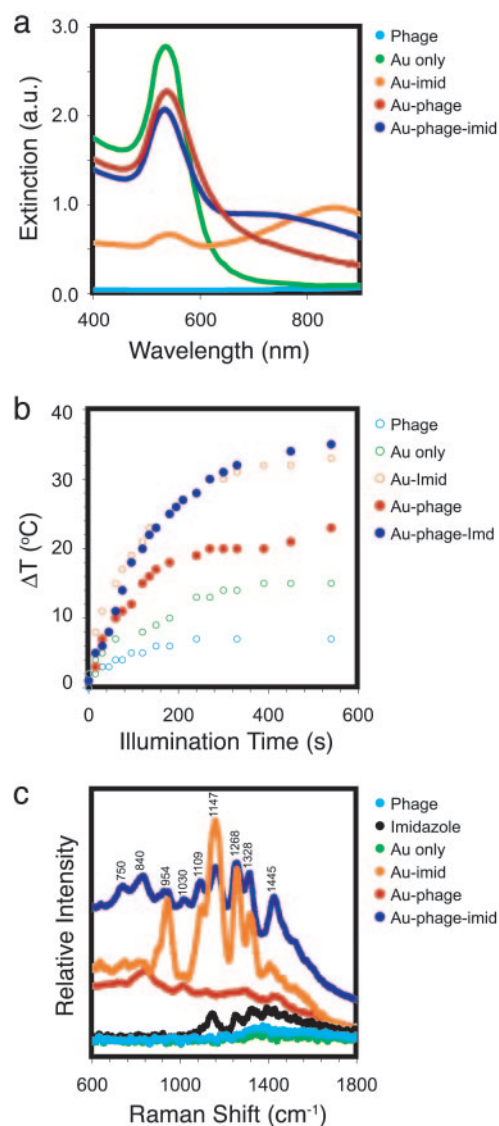 a
3.0
2.0
1.0
0.0
400
600
800
Extinction (a.u.)
Wavelength (nm)
Phage
Au only
Au-imid
Au-phage
Au-phage-imid
b
40
30
20
10
0
0
200
400
600
ΔT (°C)
Illumination Time (s)
Phage
Au only
Au-Imid
Au-phage
Au-phage-Imd
c
750
840
954
1030
1109
1147
1268
1328
1445
600
1000
1400
1800
Relative Intensity
Raman Shift (cm⁻¹)
Phage
Imidazole
Au only
Au-imid
Au-phage
Au-phage-imid